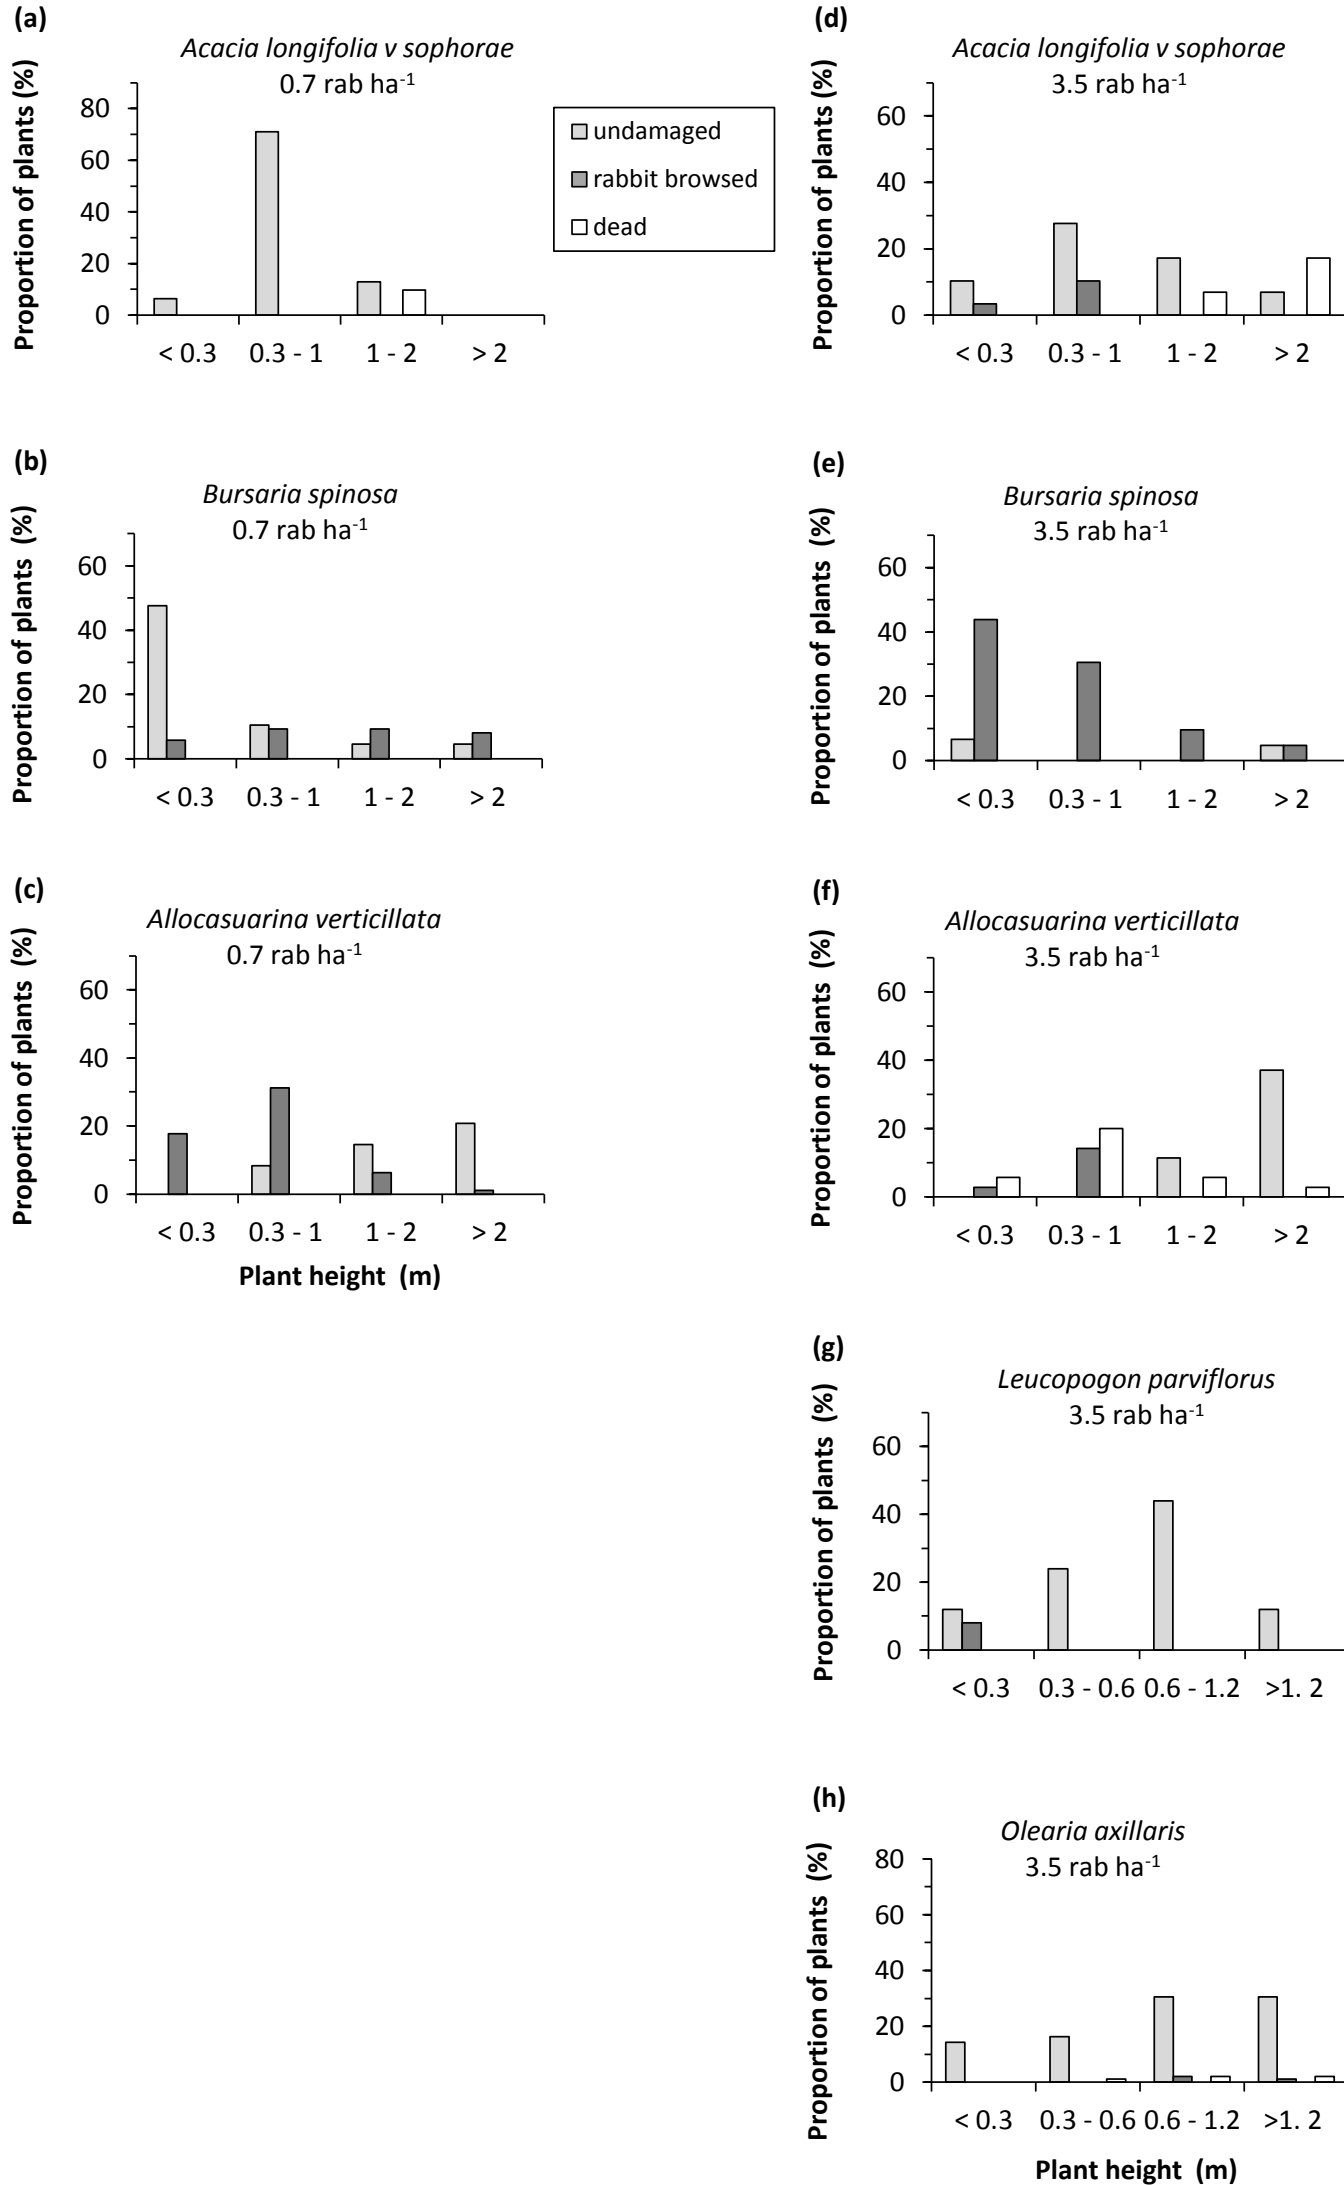 (a)
Acacia longifolia v sophorae
0.7 rab ha-1
Proportion of plants (%)
80
60
40
20
0
< 0.3 0.3 - 1 1 - 2 > 2
undamaged
rabbit browsed
dead
(d)
Acacia longifolia v sophorae
3.5 rab ha-1
Proportion of plants (%)
60
40
20
0
< 0.3 0.3 - 1 1 - 2 > 2
(b)
Bursaria spinosa
0.7 rab ha-1
Proportion of plants (%)
60
40
20
0
< 0.3 0.3 - 1 1 - 2 > 2
(e)
Bursaria spinosa
3.5 rab ha-1
Proportion of plants (%)
60
40
20
0
< 0.3 0.3 - 1 1 - 2 > 2
(c)
Allocasuarina verticillata
0.7 rab ha-1
Proportion of plants (%)
60
40
20
0
< 0.3 0.3 - 1 1 - 2 > 2
Plant height (m)
(f)
Allocasuarina verticillata
3.5 rab ha-1
Proportion of plants (%)
60
40
20
0
< 0.3 0.3 - 1 1 - 2 > 2
(g)
Leucopogon parviflorus
3.5 rab ha-1
Proportion of plants (%)
60
40
20
0
< 0.3 0.3 - 0.6 0.6 - 1.2 >1. 2
(h)
Olearia axillaris
3.5 rab ha-1
Proportion of plants (%)
80
60
40
20
0
< 0.3 0.3 - 0.6 0.6 - 1.2 >1. 2
Plant height (m)